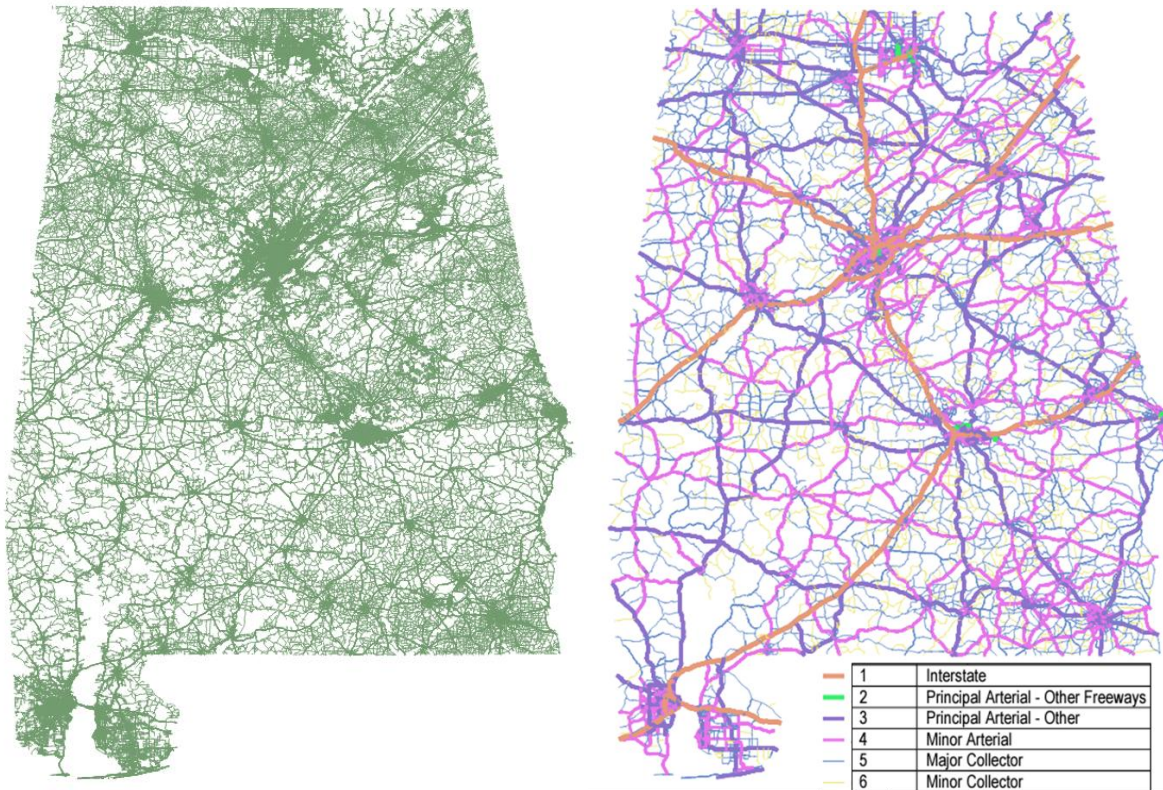 1 Interstate
2 Principal Arterial - Other Freeways
3 Principal Arterial - Other
4 Minor Arterial
5 Major Collector
6 Minor Collector